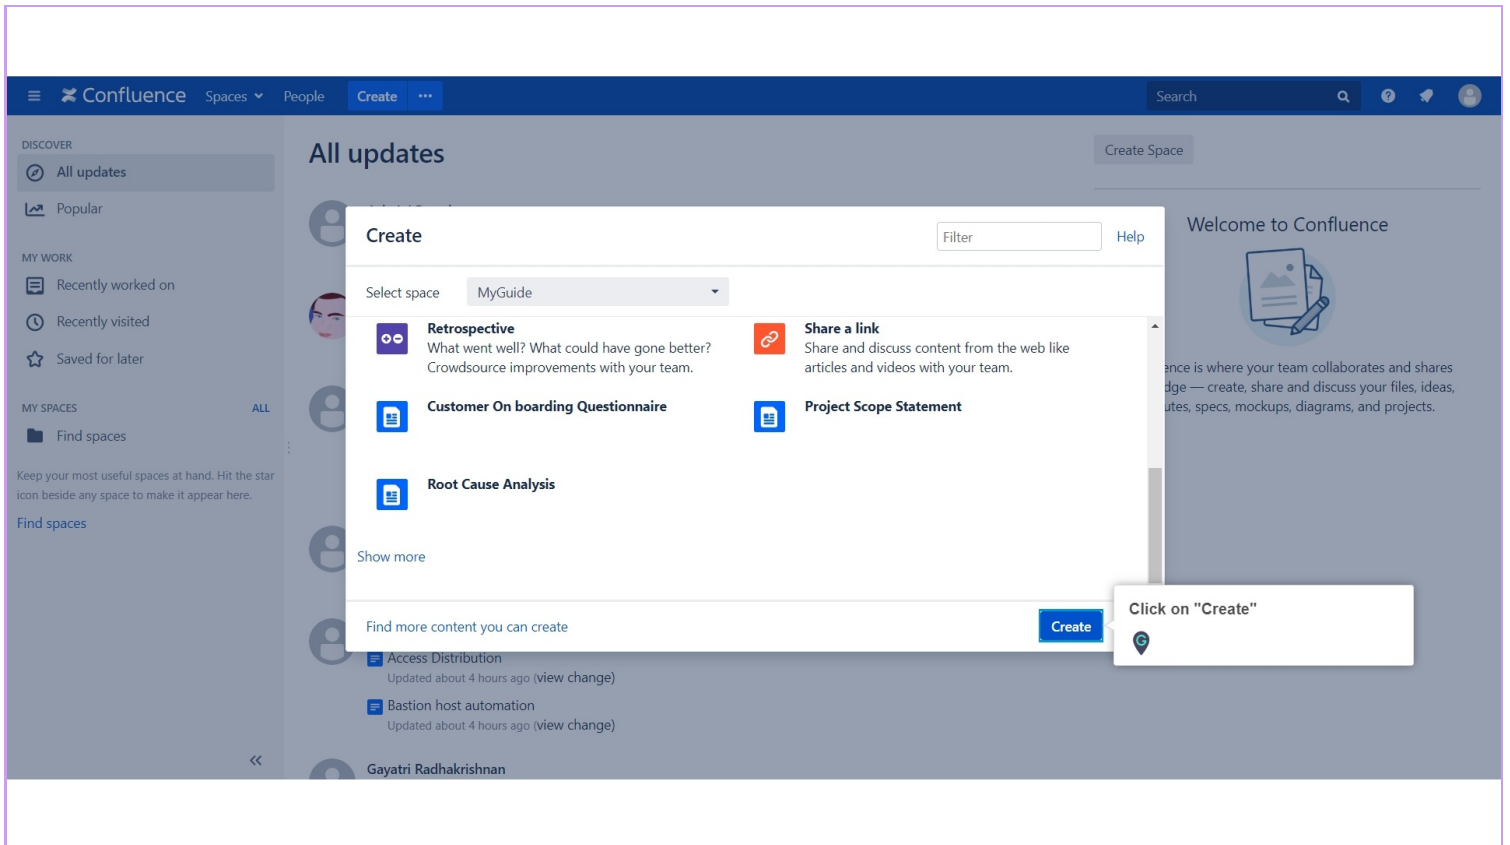 Confluence
Spaces
People
Create
Search
DISCOVER
All updates
Popular
MY WORK
Recently worked on
Recently visited
Saved for later
MY SPACES
ALL
Find spaces
Keep your most useful spaces at hand. Hit the star
icon beside any space to make it appear here.
Find spaces
All updates
Create Space
Welcome to Confluence
ence is where your team collaborates and shares
dge — create, share and discuss your files, ideas,
utes, specs, mockups, diagrams, and projects.
Create
Filter
Help
Select space
MyGuide
Retrospective
What went well? What could have gone better?
Crowdsource improvements with your team.
Share a link
Share and discuss content from the web like
articles and videos with your team.
Customer On boarding Questionnaire
Project Scope Statement
Root Cause Analysis
Show more
Find more content you can create
Create
Click on "Create"
G
Access Distribution
Updated about 4 hours ago (view change)
Bastion host automation
Updated about 4 hours ago (view change)
Gayatri Radhakrishnan